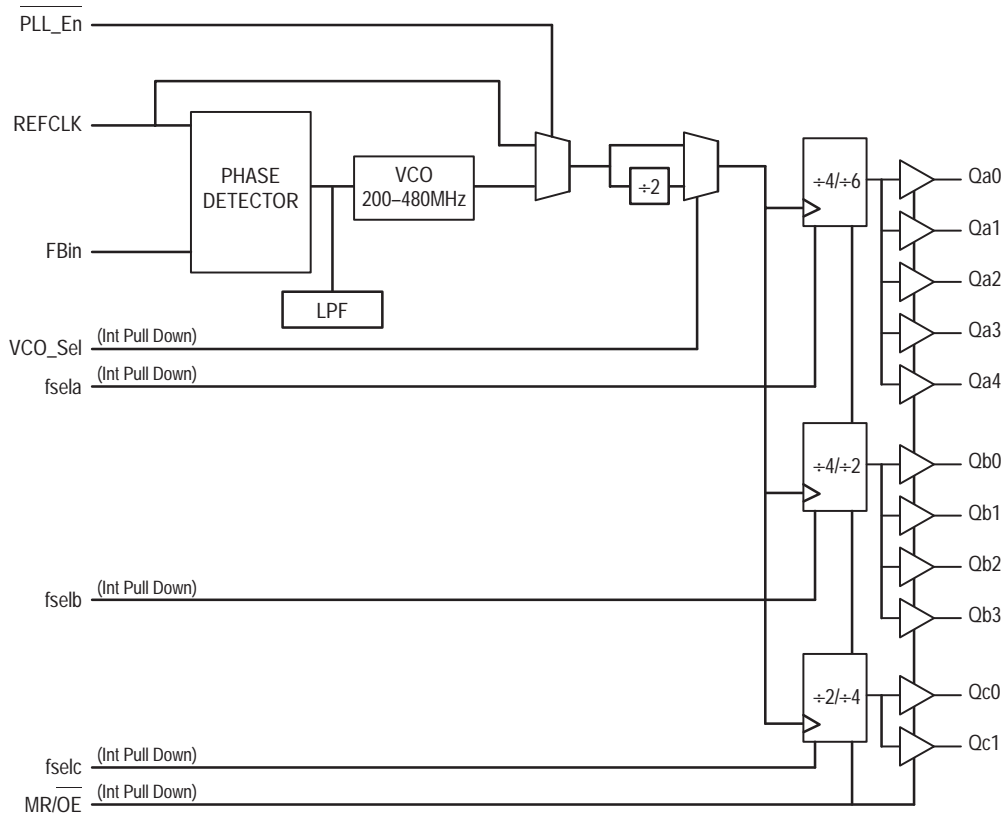 PLL_En
REFCLK
PHASE
DETECTOR
VCO
200–480MHz
÷2
÷4/÷6
Qa0
Qa1
FBin
Qa2
LPF
Qa3
VCO_Sel (Int Pull Down)
fsela (Int Pull Down)
Qa4
÷4/÷2
Qb0
Qb1
Qb2
fselb (Int Pull Down)
Qb3
÷2/÷4
Qc0
Qc1
fselc (Int Pull Down)
MR/OE (Int Pull Down)